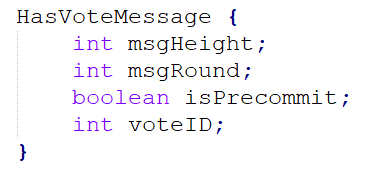 HasVoteMessage {
    int msgHeight;
    int msgRound;
    boolean isPrecommit;
    int voteID;
}